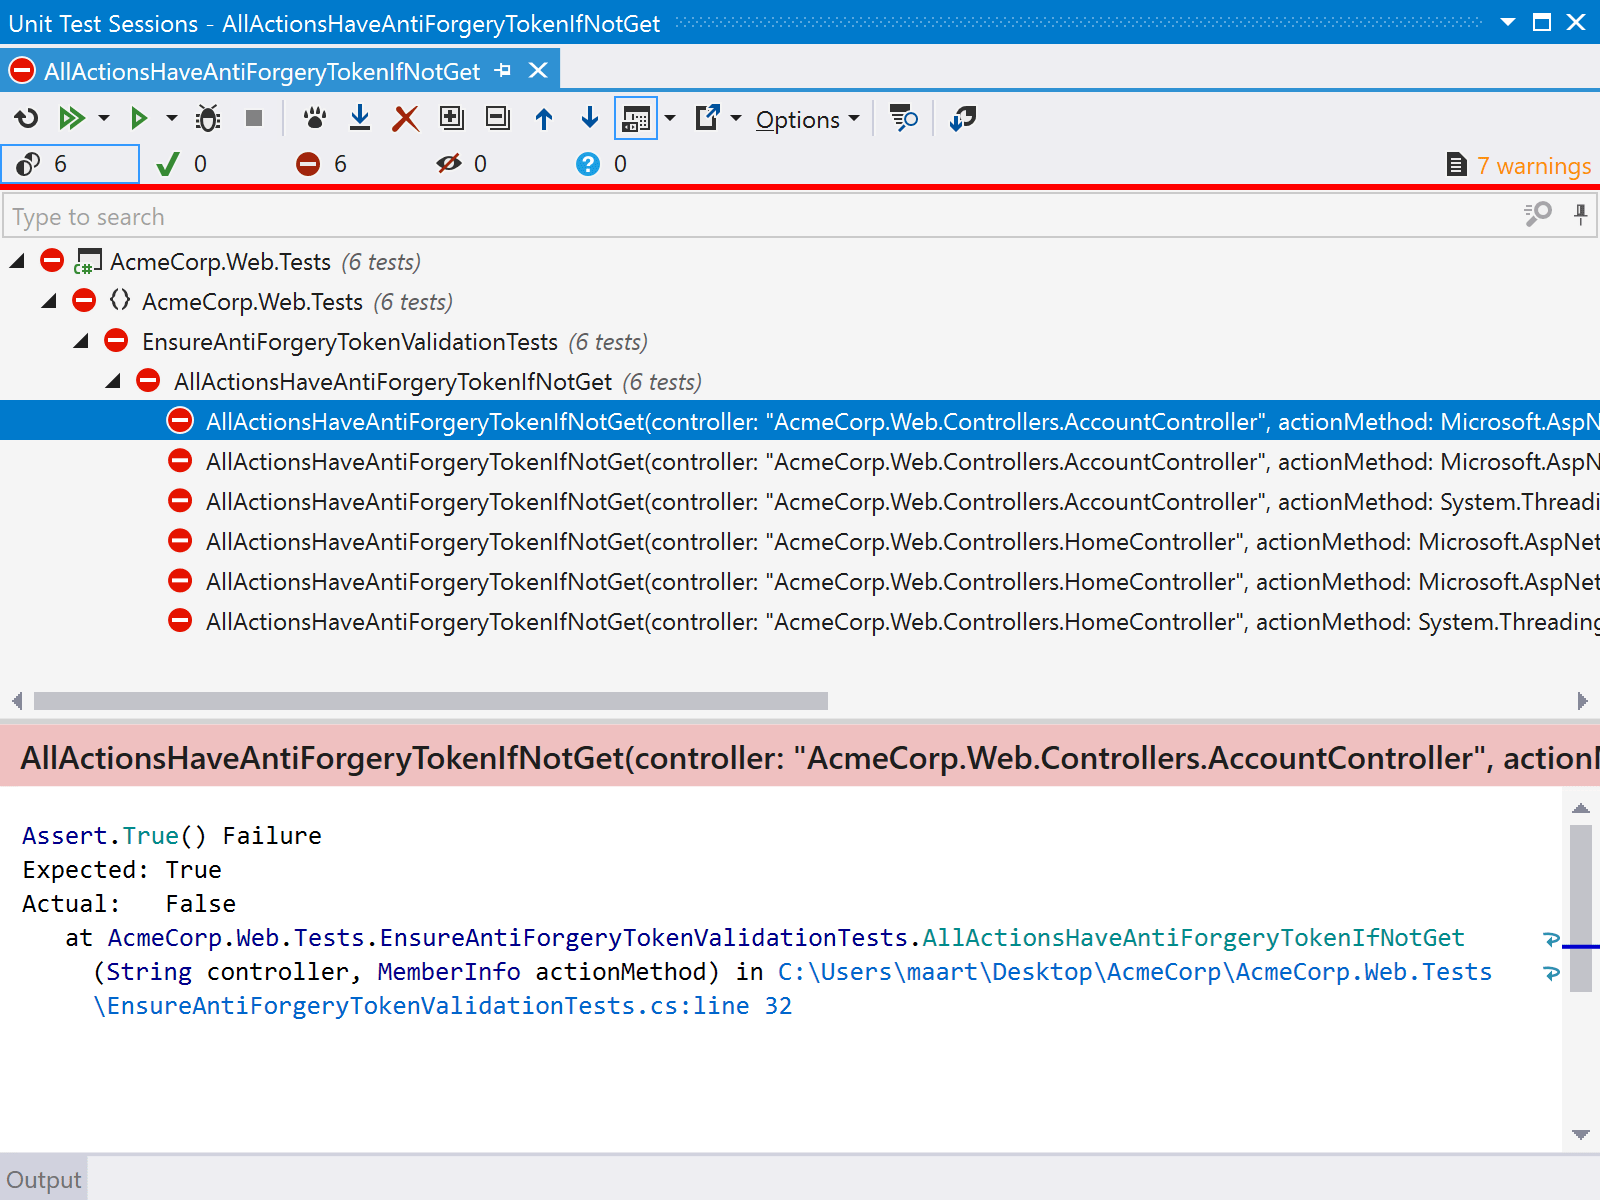 Unit Test Sessions - AllActionsHaveAntiForgeryTokenIfNotGet
AllActionsHaveAntiForgeryTokenIfNotGet
Options
6 0 6 0 0 7 warnings
Type to search
AcmeCorp.Web.Tests (6 tests)
AcmeCorp.Web.Tests (6 tests)
EnsureAntiForgeryTokenValidationTests (6 tests)
AllActionsHaveAntiForgeryTokenIfNotGet (6 tests)
AllActionsHaveAntiForgeryTokenIfNotGet(controller: "AcmeCorp.Web.Controllers.AccountController", actionMethod: Microsoft.AspN
AllActionsHaveAntiForgeryTokenIfNotGet(controller: "AcmeCorp.Web.Controllers.AccountController", actionMethod: Microsoft.AspN
AllActionsHaveAntiForgeryTokenIfNotGet(controller: "AcmeCorp.Web.Controllers.AccountController", actionMethod: System.Threadi
AllActionsHaveAntiForgeryTokenIfNotGet(controller: "AcmeCorp.Web.Controllers.HomeController", actionMethod: Microsoft.AspNet
AllActionsHaveAntiForgeryTokenIfNotGet(controller: "AcmeCorp.Web.Controllers.HomeController", actionMethod: Microsoft.AspNet
AllActionsHaveAntiForgeryTokenIfNotGet(controller: "AcmeCorp.Web.Controllers.HomeController", actionMethod: System.Threading
AllActionsHaveAntiForgeryTokenIfNotGet(controller: "AcmeCorp.Web.Controllers.AccountController", action
Assert.True() Failure
Expected: True
Actual:   False
at AcmeCorp.Web.Tests.EnsureAntiForgeryTokenValidationTests.AllActionsHaveAntiForgeryTokenIfNotGet
(String controller, MemberInfo actionMethod) in C:\Users\maart\Desktop\AcmeCorp\AcmeCorp.Web.Tests
\EnsureAntiForgeryTokenValidationTests.cs:line 32
Output